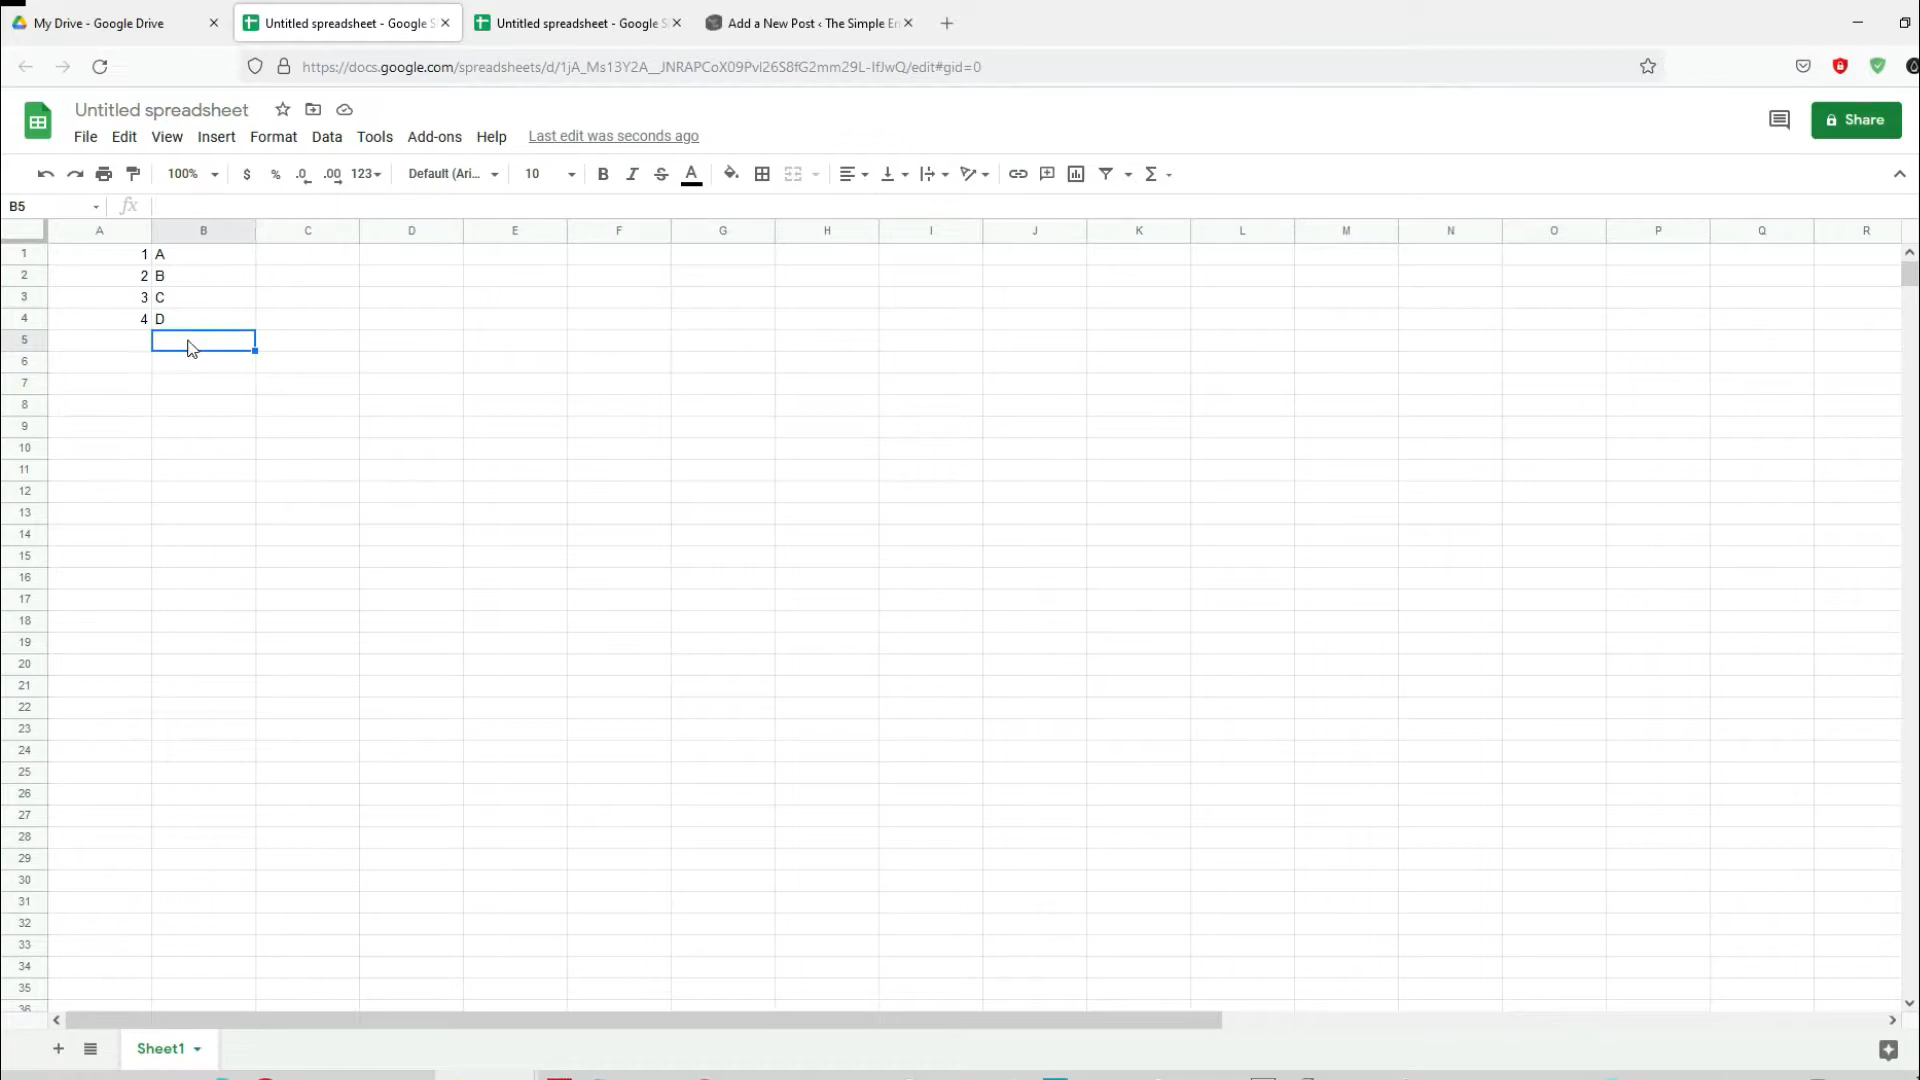 My Drive - Google Drive
Untitled spreadsheet - Google S
Untitled spreadsheet - Google S
Add a New Post ‹ The Simple En
https://docs.google.com/spreadsheets/d/1jA_Ms13Y2A__JNRAPCoX09Pvl26S8fG2mm29L-IfJwQ/edit#gid=0
Untitled spreadsheet
File Edit View Insert Format Data Tools Add-ons Help Last edit was seconds ago
Share
100% $ % .0 .00 123 Default (Ari... 10 B I S A Σ
B5 fx
A B C D E F G H I J K L M N O P Q R
1 1 A
2 2 B
3 3 C
4 4 D
5
6
7
8
9
10
11
12
13
14
15
16
17
18
19
20
21
22
23
24
25
26
27
28
29
30
31
32
33
34
35
36
Sheet1